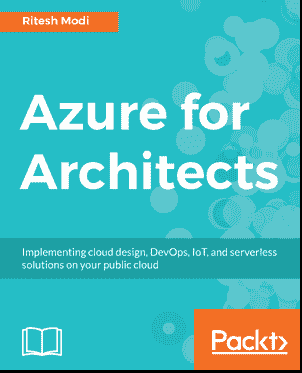 Ritesh Modi
Azure for
Architects
Implementing cloud design, DevOps, IoT, and serverless
solutions on your public cloud
Packt>